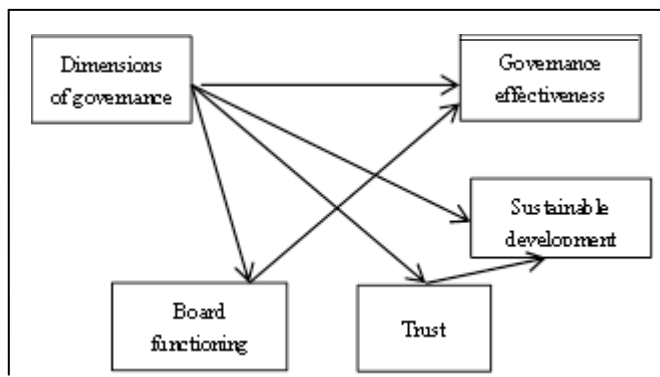 Dimensions
of governance
Governance
effectiveness
Sustainable
development
Board
functioning
Trust